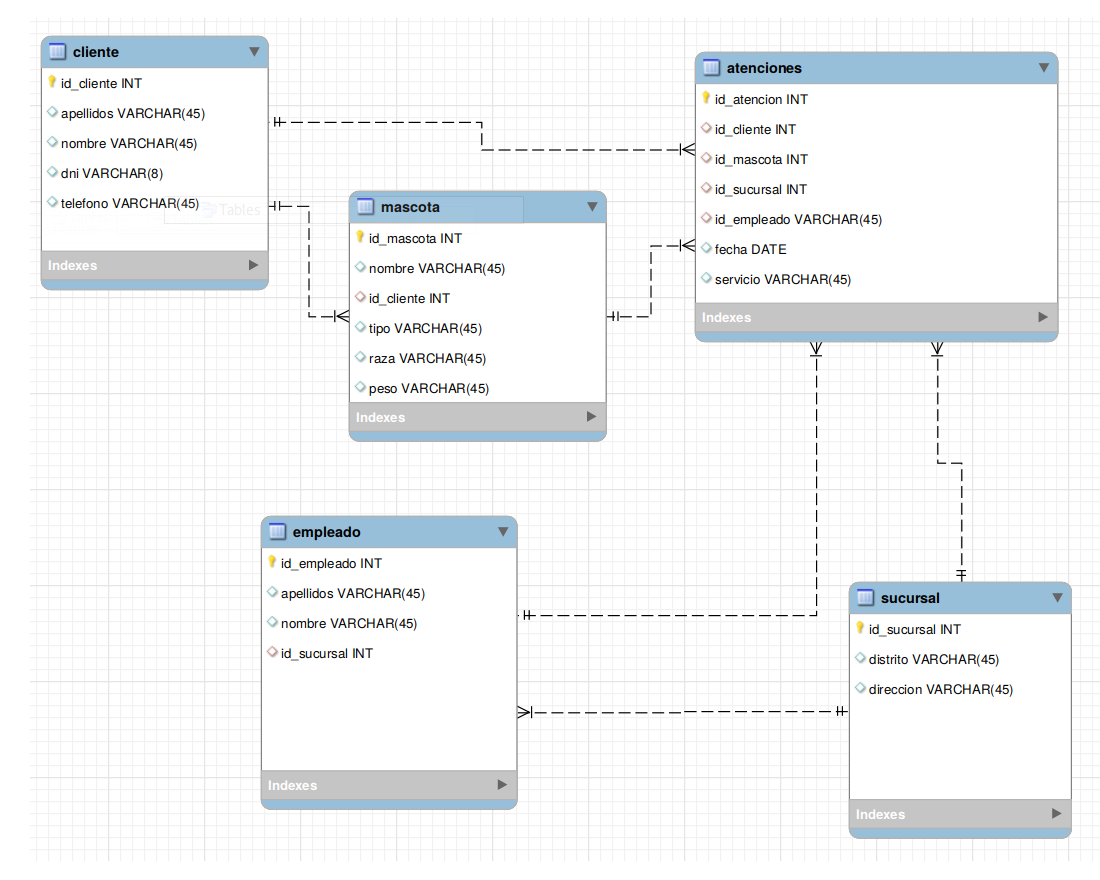 cliente
id_cliente INT
apellidos VARCHAR(45)
nombre VARCHAR(45)
dni VARCHAR(8)
telefono VARCHAR(45)
Tables
Indexes
mascota
id_mascota INT
nombre VARCHAR(45)
id_cliente INT
tipo VARCHAR(45)
raza VARCHAR(45)
peso VARCHAR(45)
Indexes
atenciones
id_atencion INT
id_cliente INT
id_mascota INT
id_sucursal INT
id_empleado VARCHAR(45)
fecha DATE
servicio VARCHAR(45)
Indexes
empleado
id_empleado INT
apellidos VARCHAR(45)
nombre VARCHAR(45)
id_sucursal INT
Indexes
sucursal
id_sucursal INT
distrito VARCHAR(45)
direccion VARCHAR(45)
Indexes